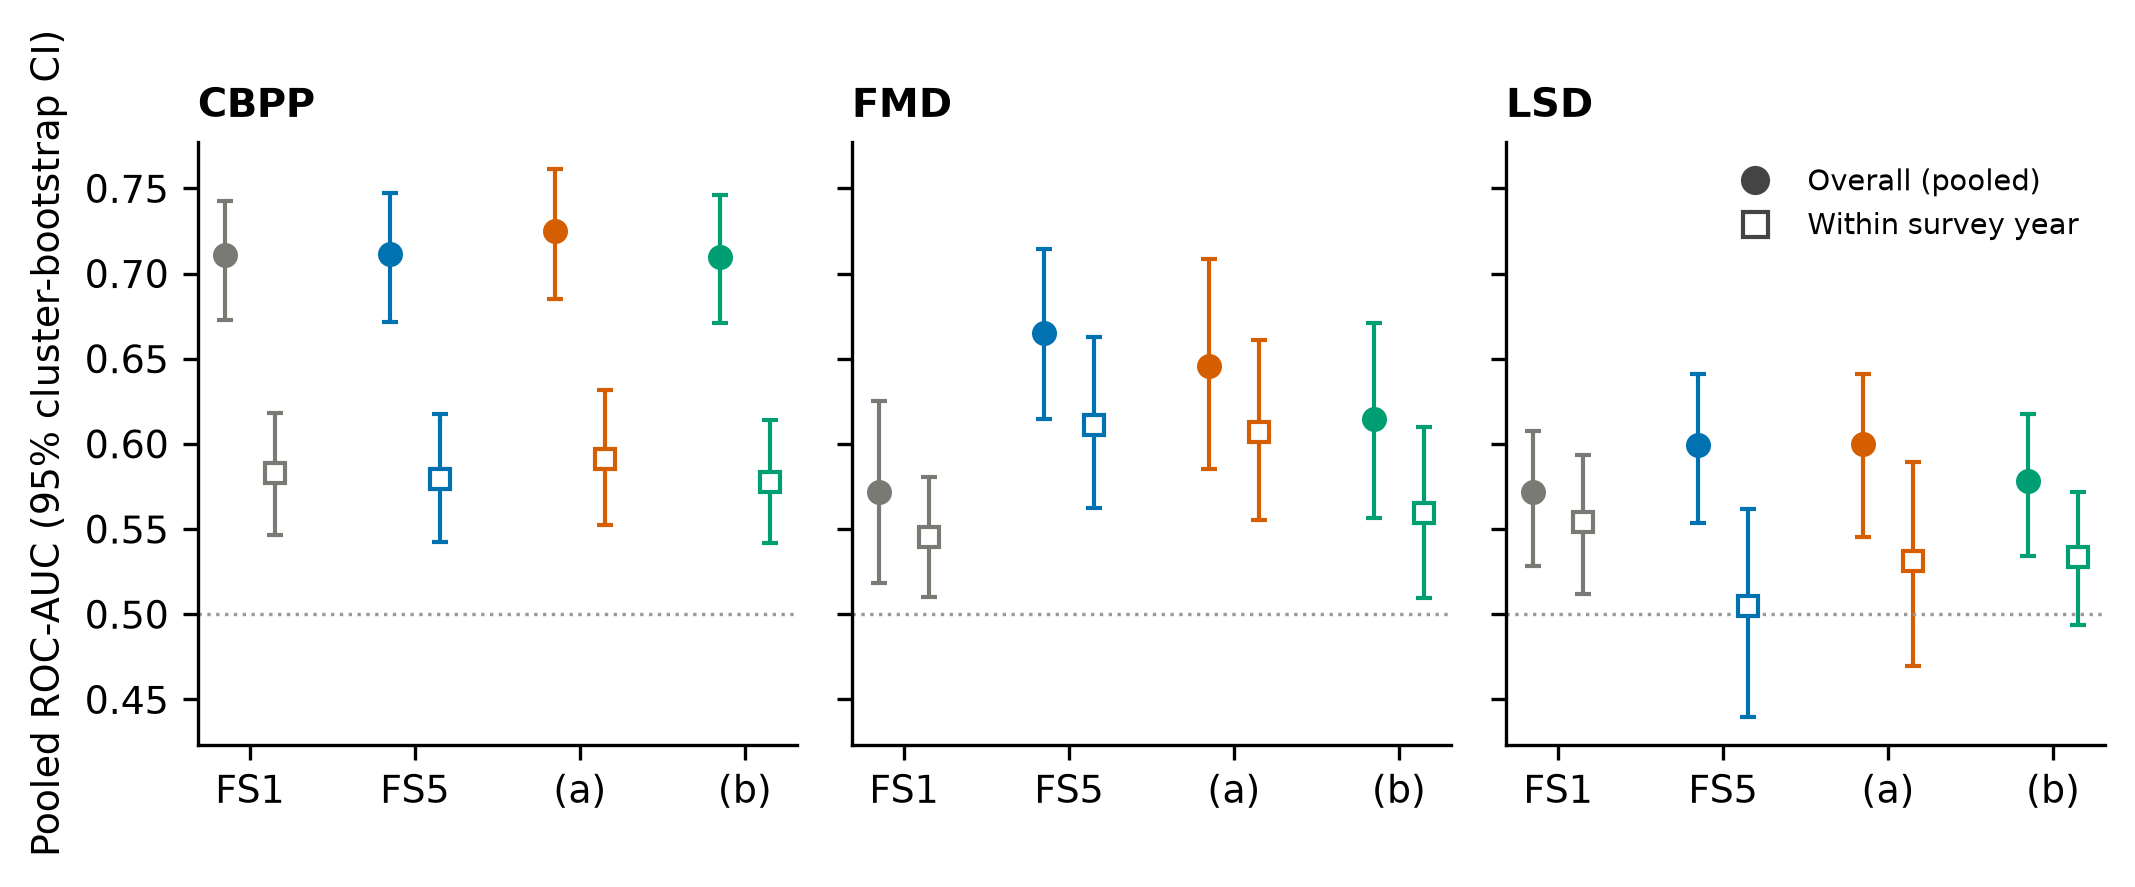 Pooled ROC-AUC (95% cluster-bootstrap CI)
CBPP
FMD
LSD
0.75
0.70
0.65
0.60
0.55
0.50
0.45
Overall (pooled)
Within survey year
FS1 FS5 (a) (b)
FS1 FS5 (a) (b)
FS1 FS5 (a) (b)